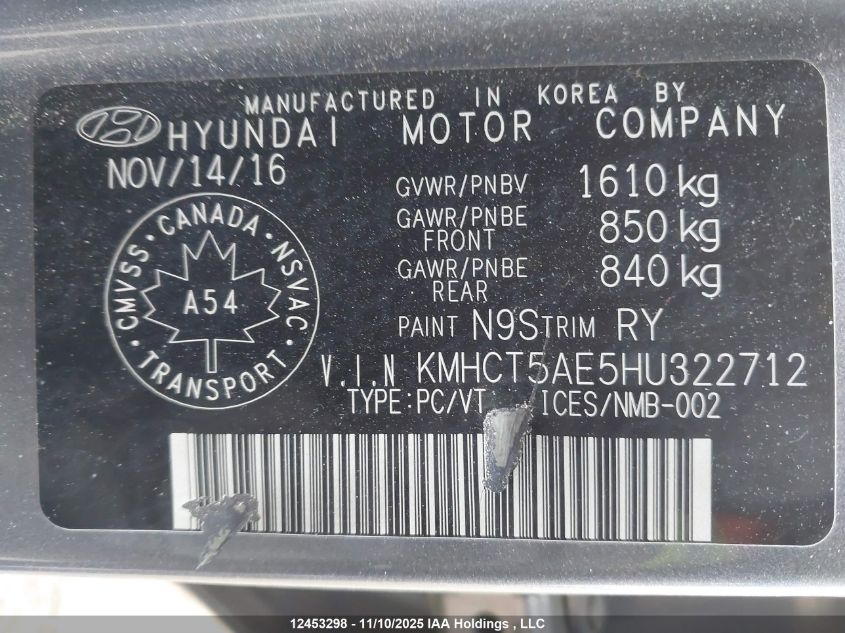 MANUFACTURED IN KOREA BY
HYUNDAI MOTOR COMPANY
NOV/14/16
GVWR/PNBV 1610 kg
GAWR/PNBE FRONT 850 kg
GAWR/PNBE REAR 840 kg
PAINT N9S TRIM RY
CMVSS · CANADA · NSVAC · TRANSPORT ·
A54
V.I.N KMHCT5AE5HU322712
TYPE:PC/VT ICES/NMB-002
12453298 - 11/10/2025 IAA Holdings , LLC